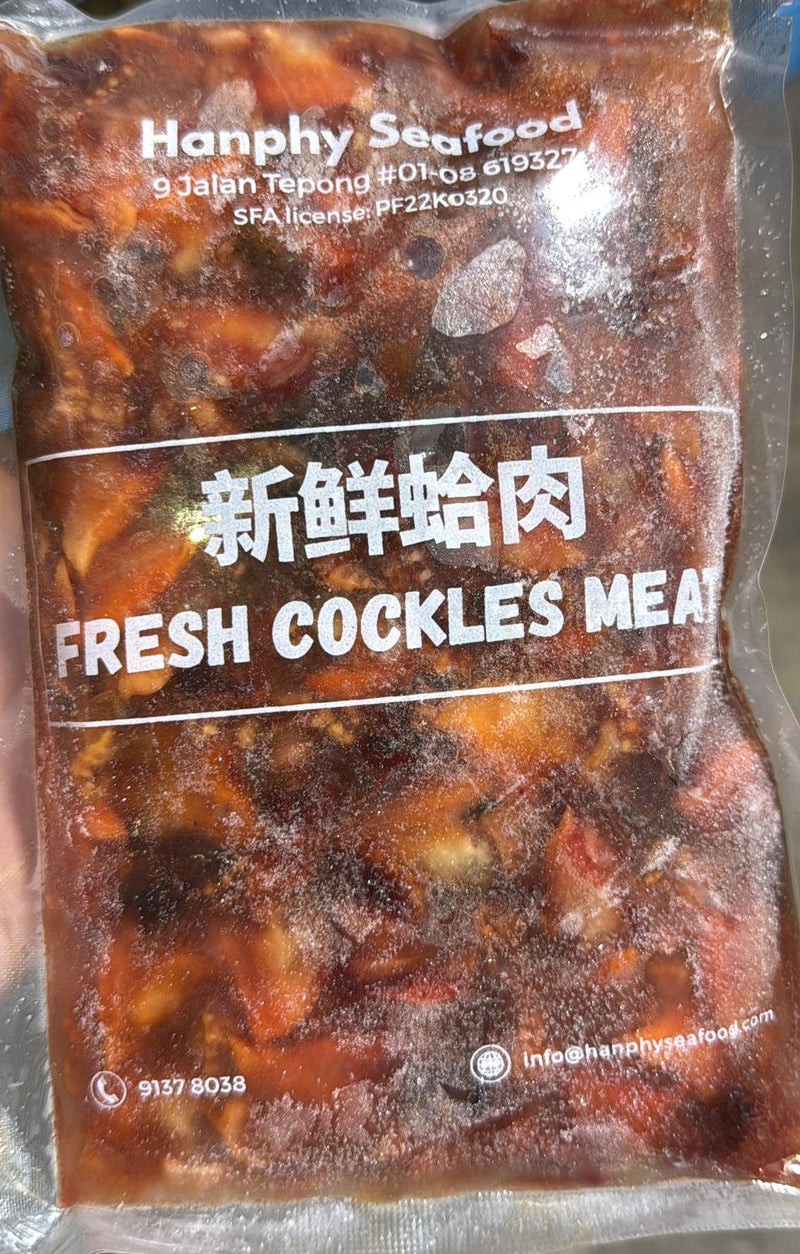 Hanphy Seafood
9 Jalan Tepong #01-08 619327
SFA license: PF22K0320
新鲜蛤肉
FRESH COCKLES MEAT
9137 8038
info@hanphyseafood.com